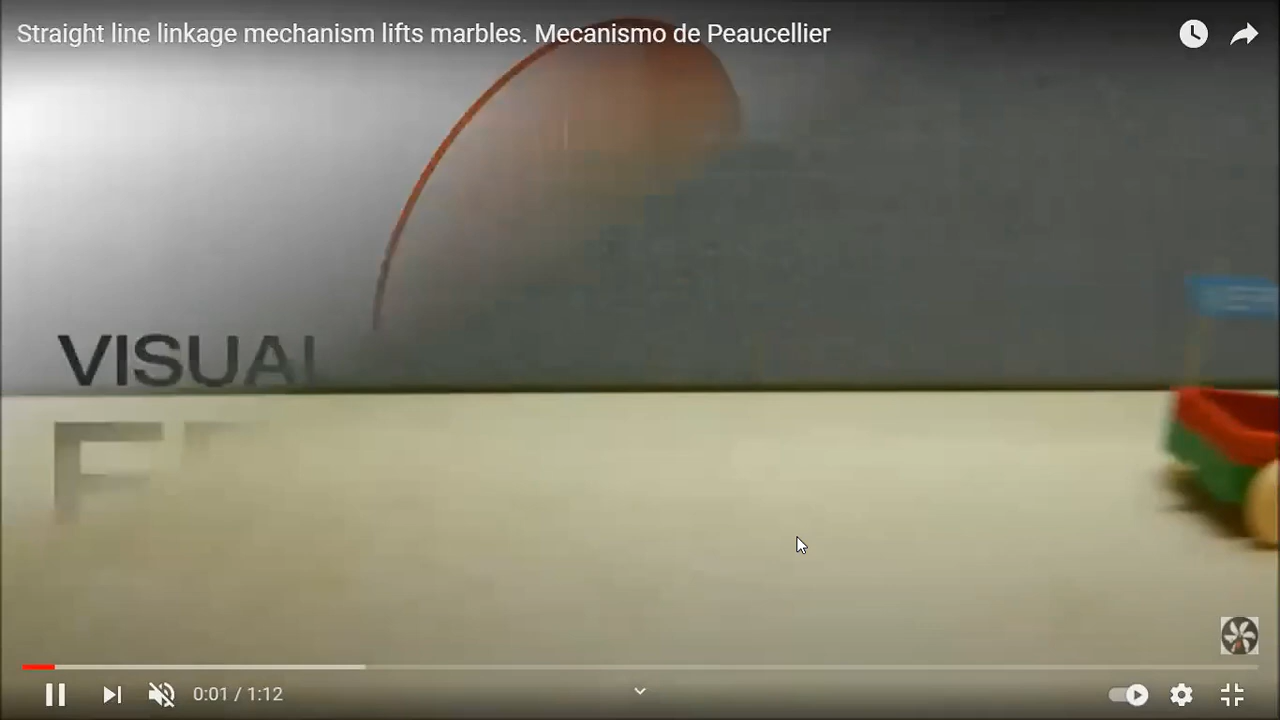 Straight line linkage mechanism lifts marbles. Mecanismo de Peaucellier
VISUAL
0:01 / 1:12